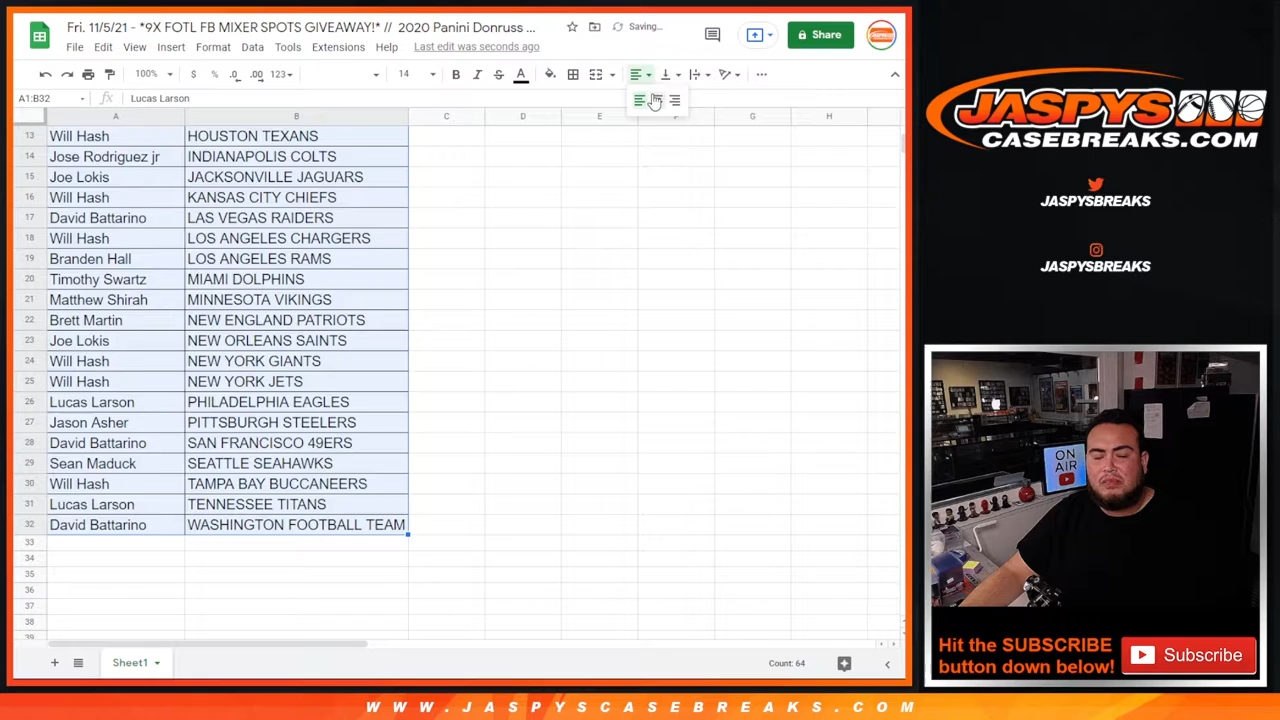 Fri. 11/5/21 - *9X FOTL FB MIXER SPOTS GIVEAWAY!* // 2020 Panini Donruss ...
Saving...
Share
File Edit View Insert Format Data Tools Extensions Help Last edit was seconds ago
100% $ % .0 .00 123 14 B I S A
A1:B32 fx Lucas Larson
A B C D E F G H
13 Will Hash HOUSTON TEXANS
14 Jose Rodriguez jr INDIANAPOLIS COLTS
15 Joe Lokis JACKSONVILLE JAGUARS
16 Will Hash KANSAS CITY CHIEFS
17 David Battarino LAS VEGAS RAIDERS
18 Will Hash LOS ANGELES CHARGERS
19 Branden Hall LOS ANGELES RAMS
20 Timothy Swartz MIAMI DOLPHINS
21 Matthew Shirah MINNESOTA VIKINGS
22 Brett Martin NEW ENGLAND PATRIOTS
23 Joe Lokis NEW ORLEANS SAINTS
24 Will Hash NEW YORK GIANTS
25 Will Hash NEW YORK JETS
26 Lucas Larson PHILADELPHIA EAGLES
27 Jason Asher PITTSBURGH STEELERS
28 David Battarino SAN FRANCISCO 49ERS
29 Sean Maduck SEATTLE SEAHAWKS
30 Will Hash TAMPA BAY BUCCANEERS
31 Lucas Larson TENNESSEE TITANS
32 David Battarino WASHINGTON FOOTBALL TEAM
33
34
35
36
37
38
39
Sheet1
Count: 64
JASPYS
CASEBREAKS.COM
JASPYSBREAKS
JASPYSBREAKS
ON
AIR
Hit the SUBSCRIBE
button down below!
Subscribe
WWW.JASPYSCASEBREAKS.COM